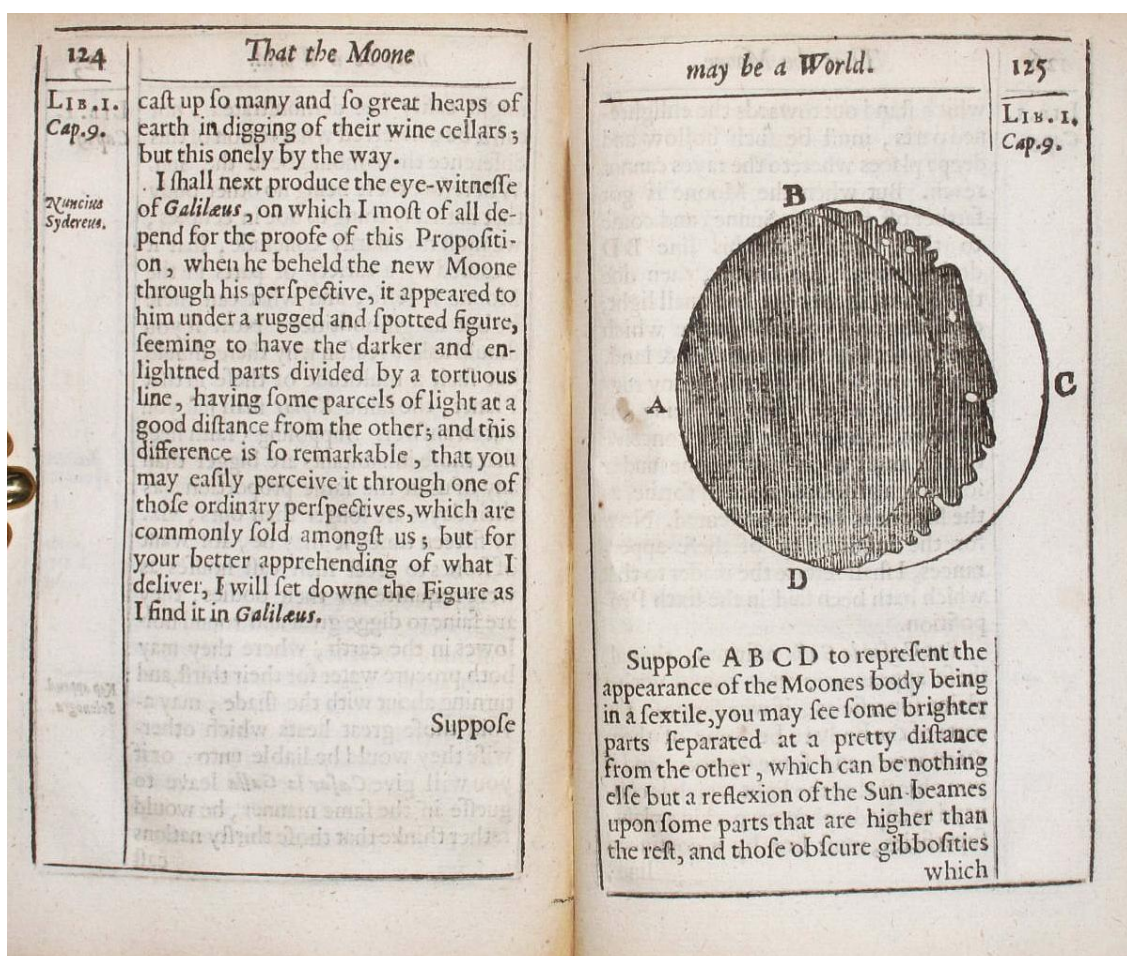 124
That the Moone
LIB.1.
Cap.9.
caſt up ſo many and ſo great heaps of
earth in digging of their wine cellars;
but this onely by the way.
I ſhall next produce the eye-witneſſe
Nuncius
Sydereus.
of Galilæus, on which I moſt of all de-
pend for the proofe of this Propoſiti-
on, when he beheld the new Moone
through his perſpective, it appeared to
him under a rugged and ſpotted figure,
ſeeming to have the darker and en-
lightned parts divided by a tortuous
line, having ſome parcels of light at a
good diſtance from the other; and this
difference is ſo remarkable, that you
may eaſily perceive it through one of
thoſe ordinary perſpectives, which are
commonly ſold amongſt us; but for
your better apprehending of what I
deliver, I will ſet downe the Figure as
I find it in Galilæus.
Suppoſe
may be a World.
125
LIB. 1.
Cap.9.
B
A
C
D
Suppoſe A B C D to repreſent the
appearance of the Moones body being
in a ſextile, you may ſee ſome brighter
parts ſeparated at a pretty diſtance
from the other, which can be nothing
elſe but a reflexion of the Sun-beames
upon ſome parts that are higher than
the reſt, and thoſe obſcure gibboſities
which